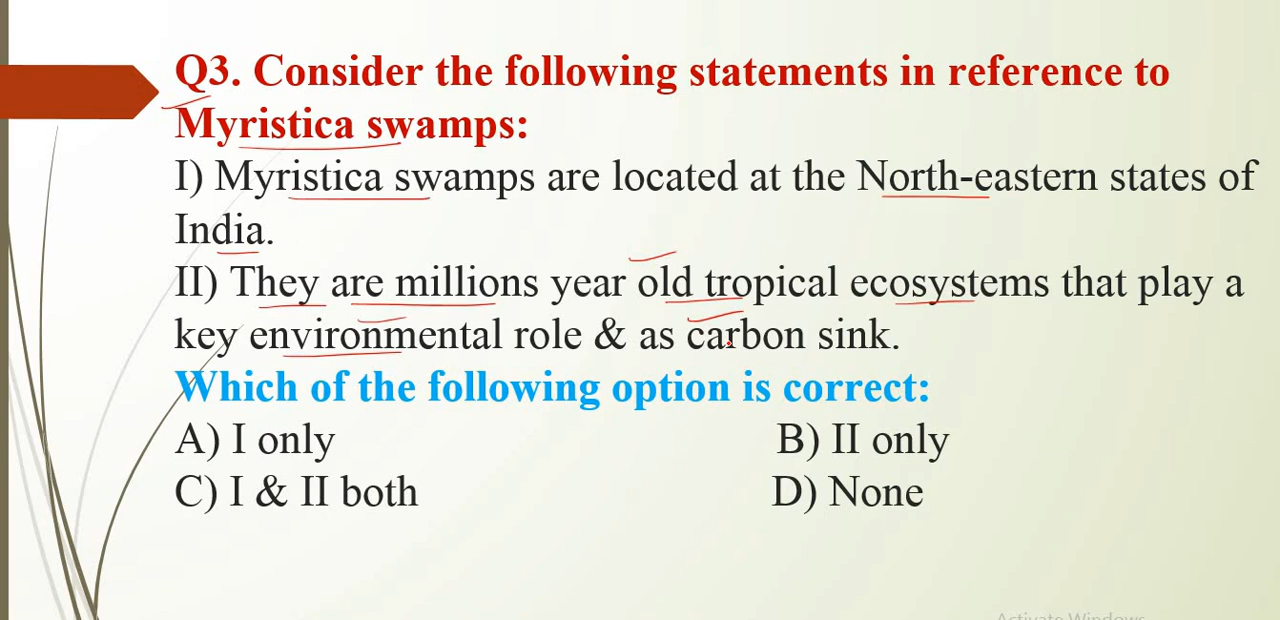 Q3. Consider the following statements in reference to
Myristica swamps:
I) Myristica swamps are located at the North-eastern states of
India.
II) They are millions year old tropical ecosystems that play a
key environmental role & as carbon sink.
Which of the following option is correct:
A) I only B) II only
C) I & II both D) None
Activate Windows